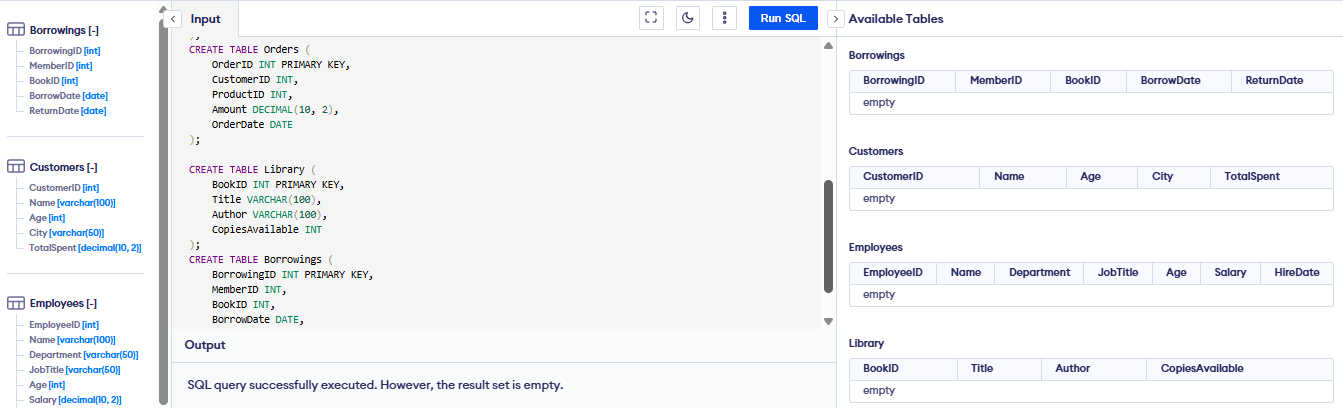 Borrowings [-]
BorrowingID [int]
MemberID [int]
BookID [int]
BorrowDate [date]
ReturnDate [date]
Customers [-]
CustomerID [int]
Name [varchar(100)]
Age [int]
City [varchar(50)]
TotalSpent [decimal(10, 2)]
Employees [-]
EmployeeID [int]
Name [varchar(100)]
Department [varchar(50)]
JobTitle [varchar(50)]
Age [int]
Salary [decimal(10, 2)]
Input
Run SQL
);
CREATE TABLE Orders (
OrderID INT PRIMARY KEY,
CustomerID INT,
ProductID INT,
Amount DECIMAL(10, 2),
OrderDate DATE
);
CREATE TABLE Library (
BookID INT PRIMARY KEY,
Title VARCHAR(100),
Author VARCHAR(100),
CopiesAvailable INT
);
CREATE TABLE Borrowings (
BorrowingID INT PRIMARY KEY,
MemberID INT,
BookID INT,
BorrowDate DATE,
Output
SQL query successfully executed. However, the result set is empty.
Available Tables
Borrowings
BorrowingID MemberID BookID BorrowDate ReturnDate
empty
Customers
CustomerID Name Age City TotalSpent
empty
Employees
EmployeeID Name Department JobTitle Age Salary HireDate
empty
Library
BookID Title Author CopiesAvailable
empty